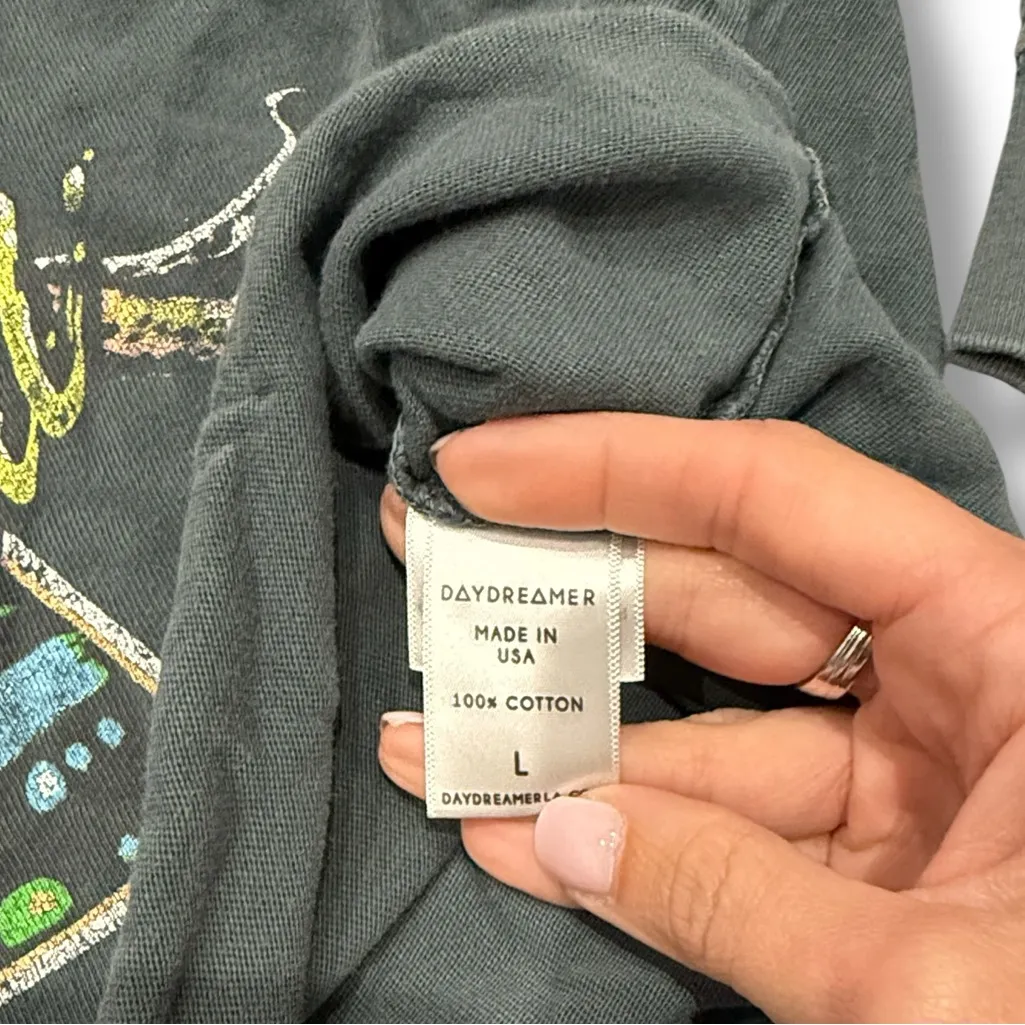 DAYDREAMER
MADE IN
USA
100% COTTON
L